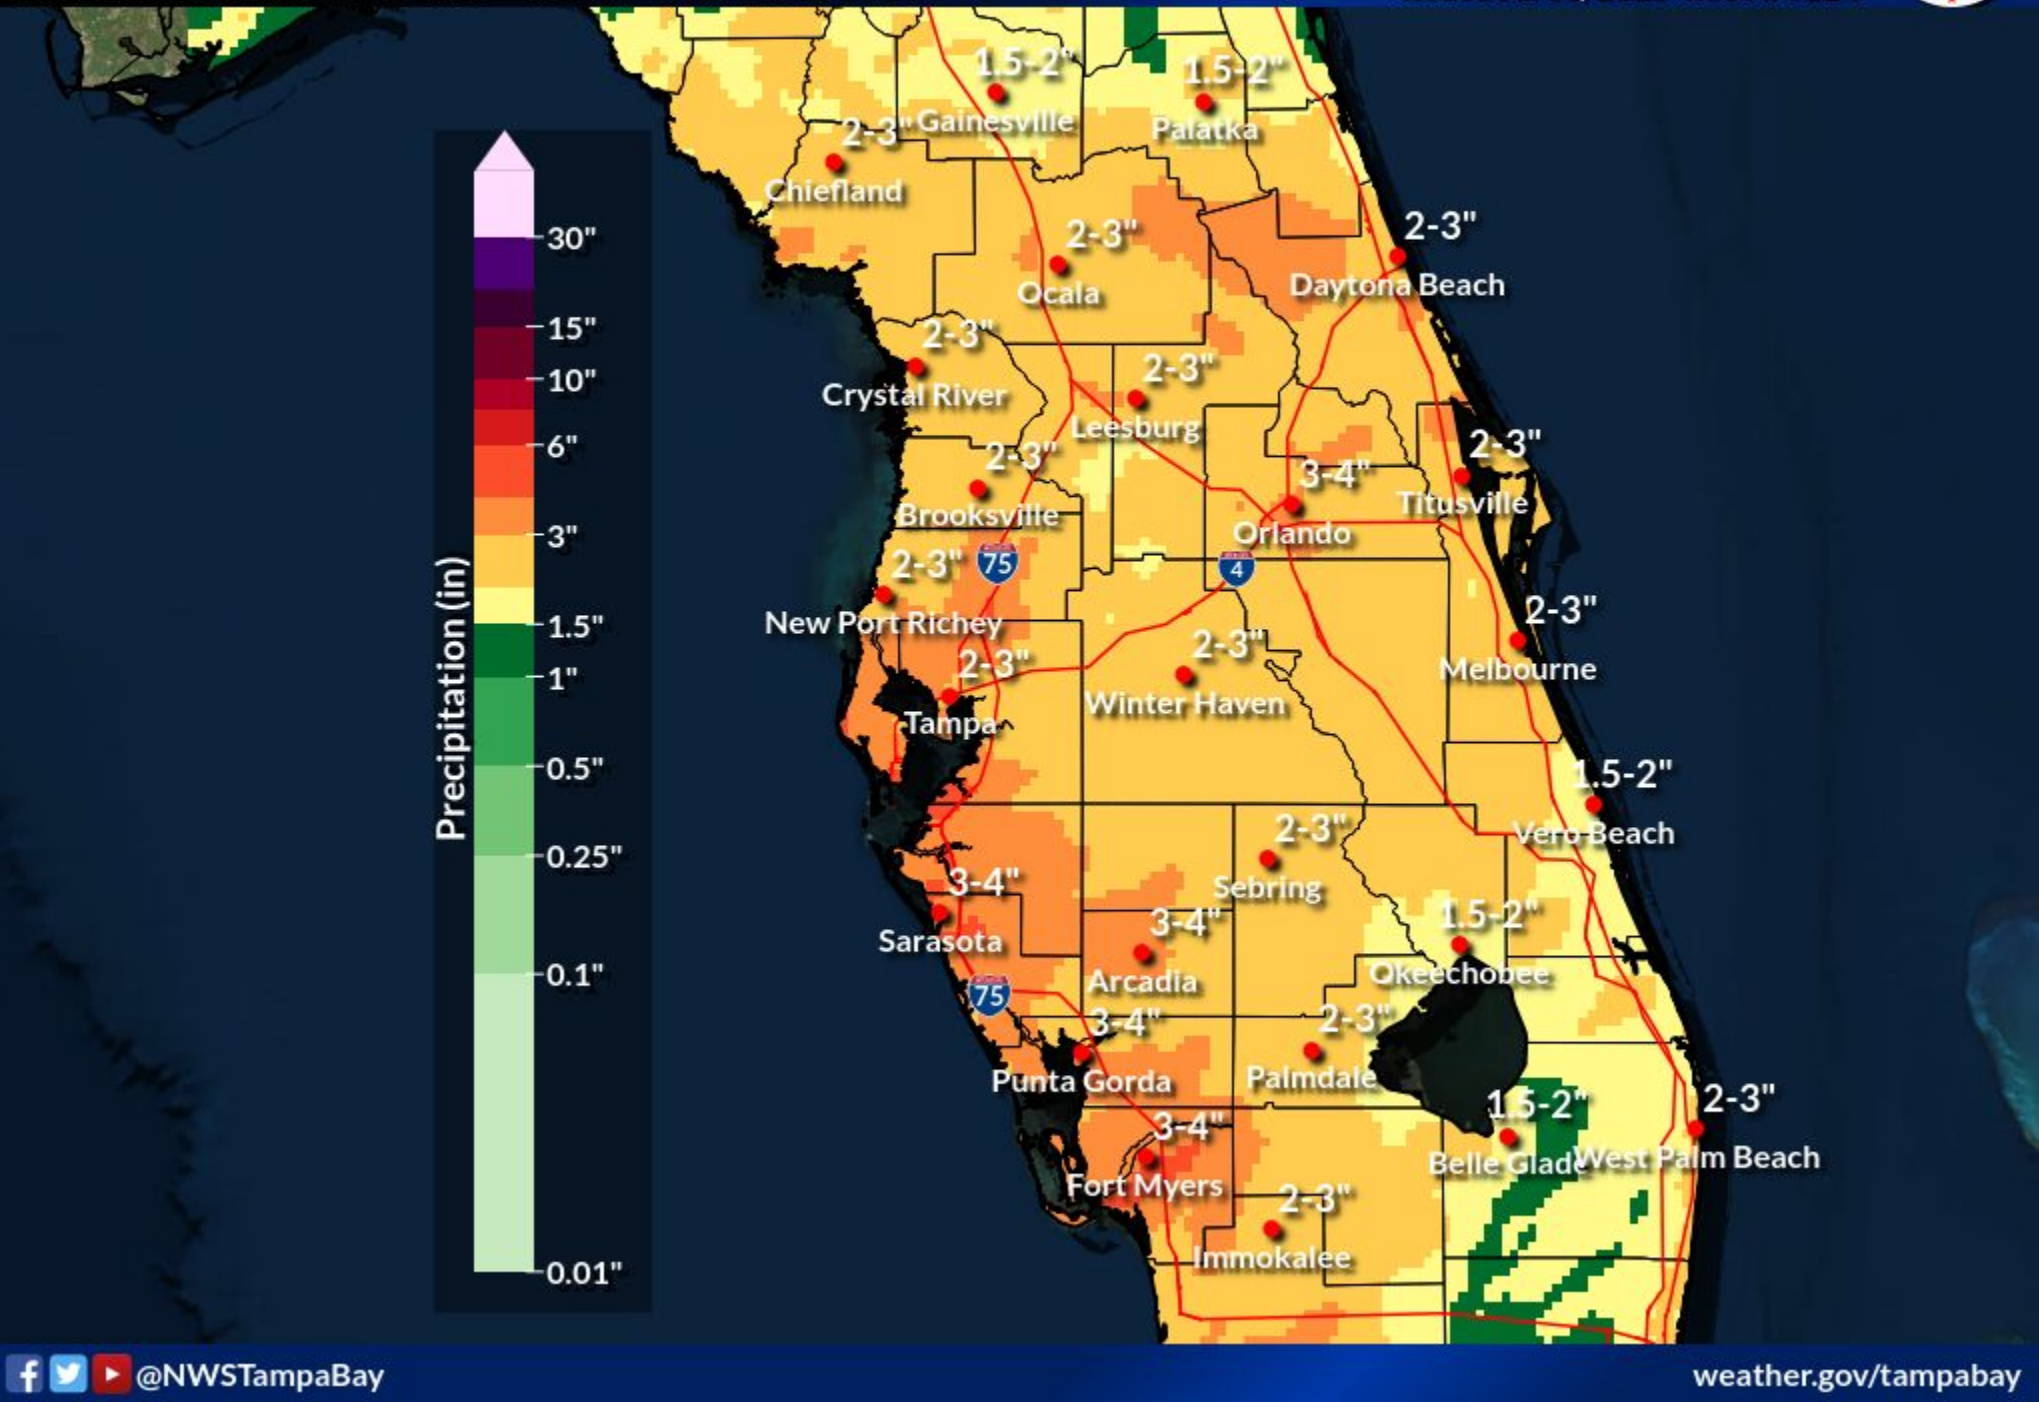 1.5-2"
Gainesville
1.5-2"
Palatka
2-3"
Chiefland
2-3"
Ocala
2-3"
Daytona Beach
2-3"
Crystal River
2-3"
Leesburg
2-3"
Brooksville
3-4"
Orlando
2-3"
Titusville
75
4
2-3"
New Port Richey
2-3"
Tampa
2-3"
Winter Haven
2-3"
Melbourne
1.5-2"
Vero Beach
2-3"
Sebring
3-4"
Sarasota
3-4"
Arcadia
1.5-2"
Okeechobee
75
3-4"
Punta Gorda
2-3"
Palmdale
1.5-2"
Belle Glade
2-3"
West Palm Beach
3-4"
Fort Myers
2-3"
Immokalee
Precipitation (in)
30"
15"
10"
6"
3"
1.5"
1"
0.5"
0.25"
0.1"
0.01"
@NWSTampaBay
weather.gov/tampabay